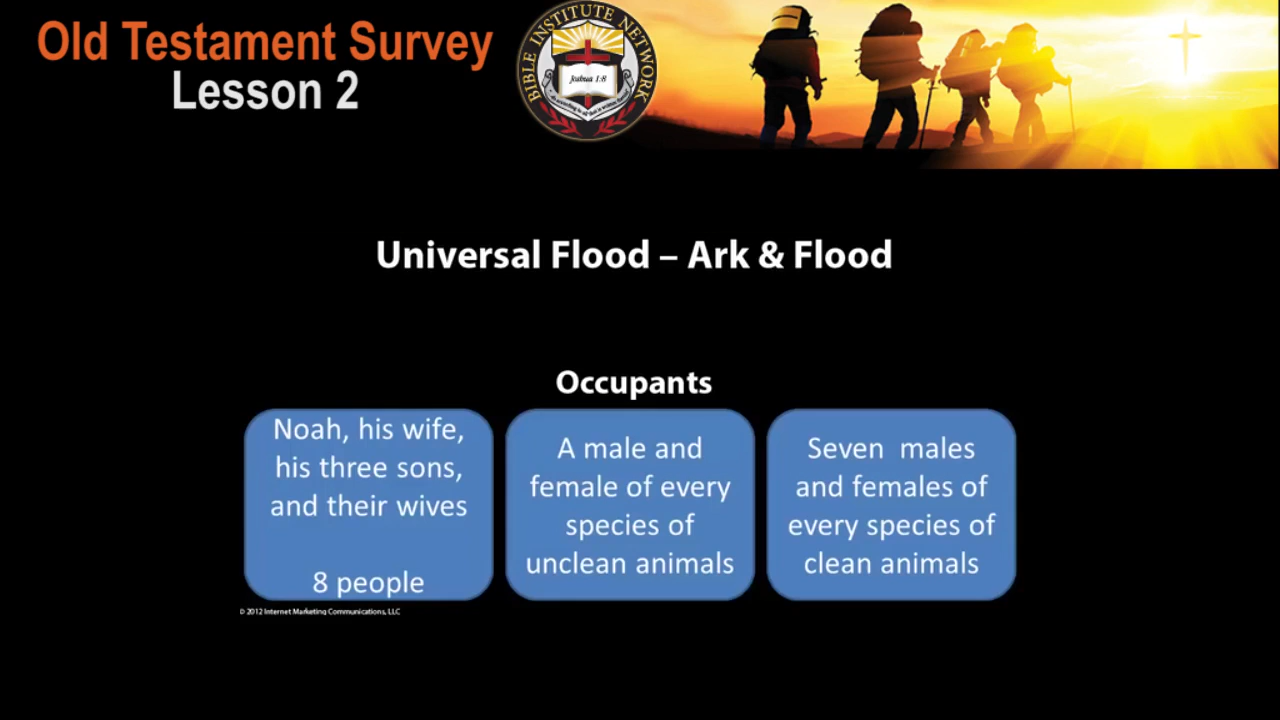 Old Testament Survey
Lesson 2
BIBLE INSTITUTE NETWORK
Joshua 1:8
Universal Flood – Ark & Flood
Occupants
Noah, his wife,
his three sons,
and their wives
8 people
A male and
female of every
species of
unclean animals
Seven males
and females of
every species of
clean animals
© 2012 Internet Marketing Communications, LLC